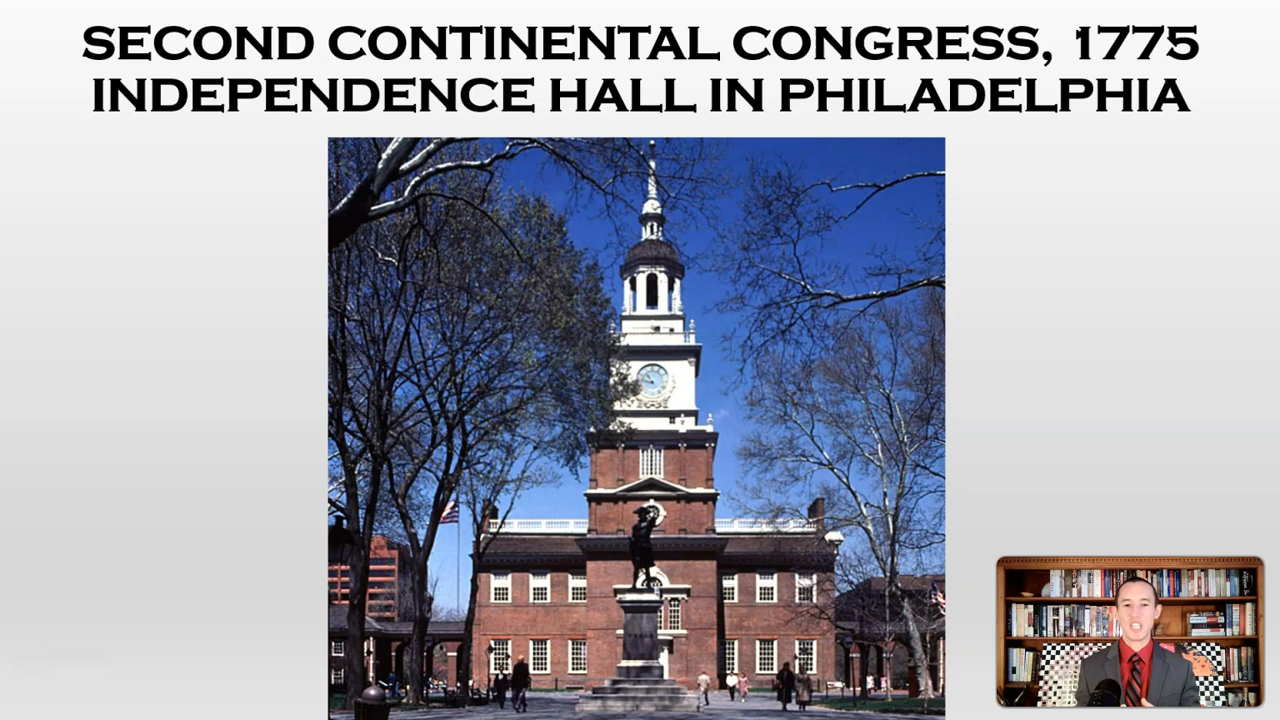 SECOND CONTINENTAL CONGRESS, 1775
INDEPENDENCE HALL IN PHILADELPHIA